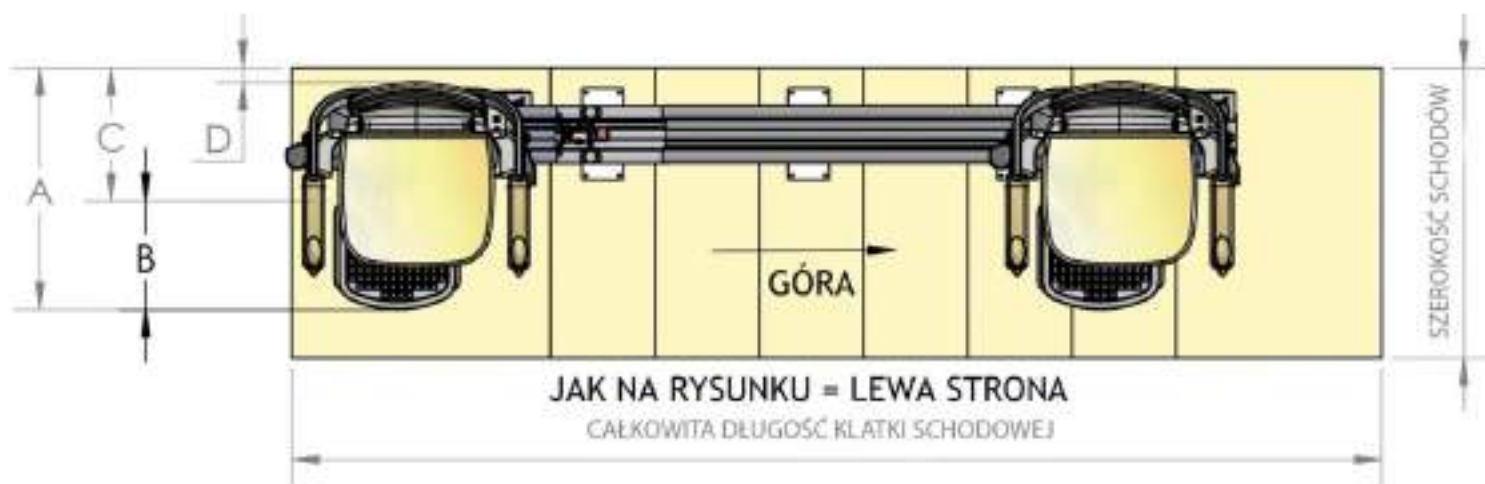 D
C
A
B
GÓRA
SZEROKOŚĆ SCHODÓW
JAK NA RYSUNKU = LEWA STRONA
CAŁKOWITA DŁUGOŚĆ KLATKI SCHODOWEJ